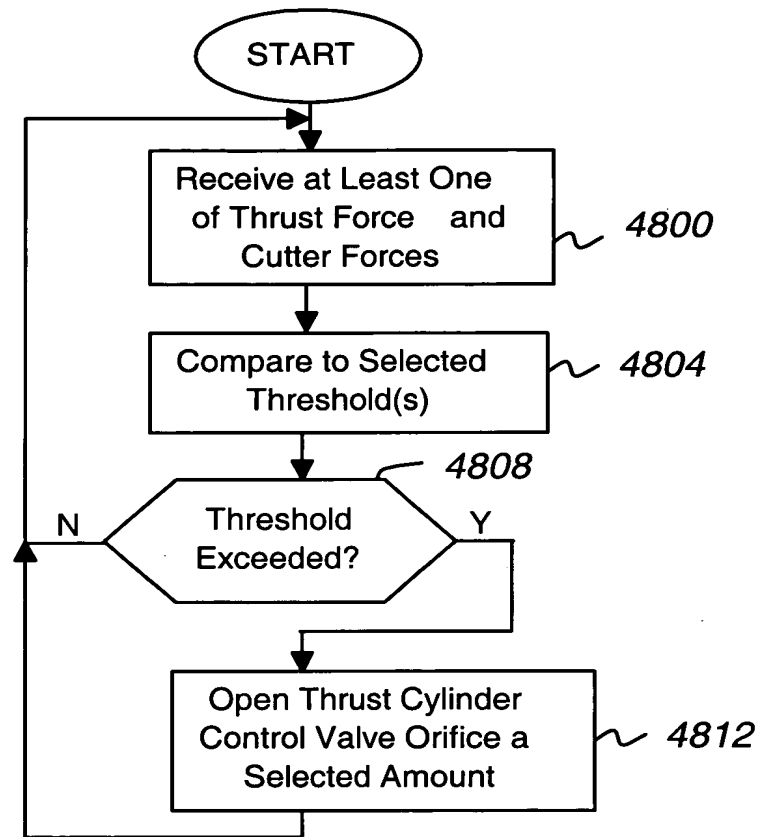 START
Receive at Least One
of Thrust Force and
Cutter Forces
4800
Compare to Selected
Threshold(s)
4804
4808
N
Threshold
Exceeded?
Y
Open Thrust Cylinder
Control Valve Orifice a
Selected Amount
4812